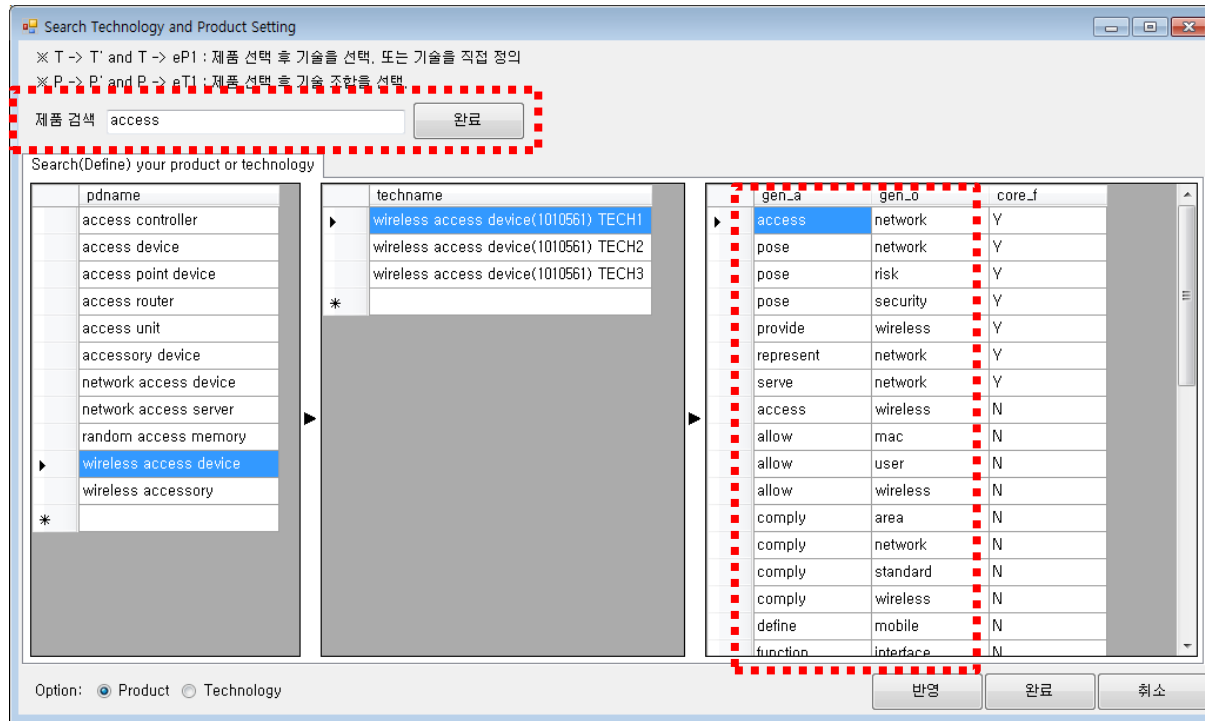 Search Technology and Product Setting
※ T -> T' and T -> eP1 : 제품 선택 후 기술을 선택, 또는 기술을 직접 정의
※ P -> P' and P -> eT1 : 제품 선택 후 기술 조합을 선택.
제품 검색 access 완료
Search(Define) your product or technology
pdname techname gen_a gen_o core_f
access controller wireless access device(1010561) TECH1 access network Y
access device wireless access device(1010561) TECH2 pose network Y
access point device wireless access device(1010561) TECH3 pose risk Y
access router pose security Y
access unit provide wireless Y
accessory device represent network Y
network access device serve network Y
network access server access wireless N
random access memory allow mac N
wireless access device allow user N
wireless accessory allow wireless N
comply area N
comply network N
comply standard N
comply wireless N
define mobile N
function interface N
Option: Product Technology 반영 완료 취소